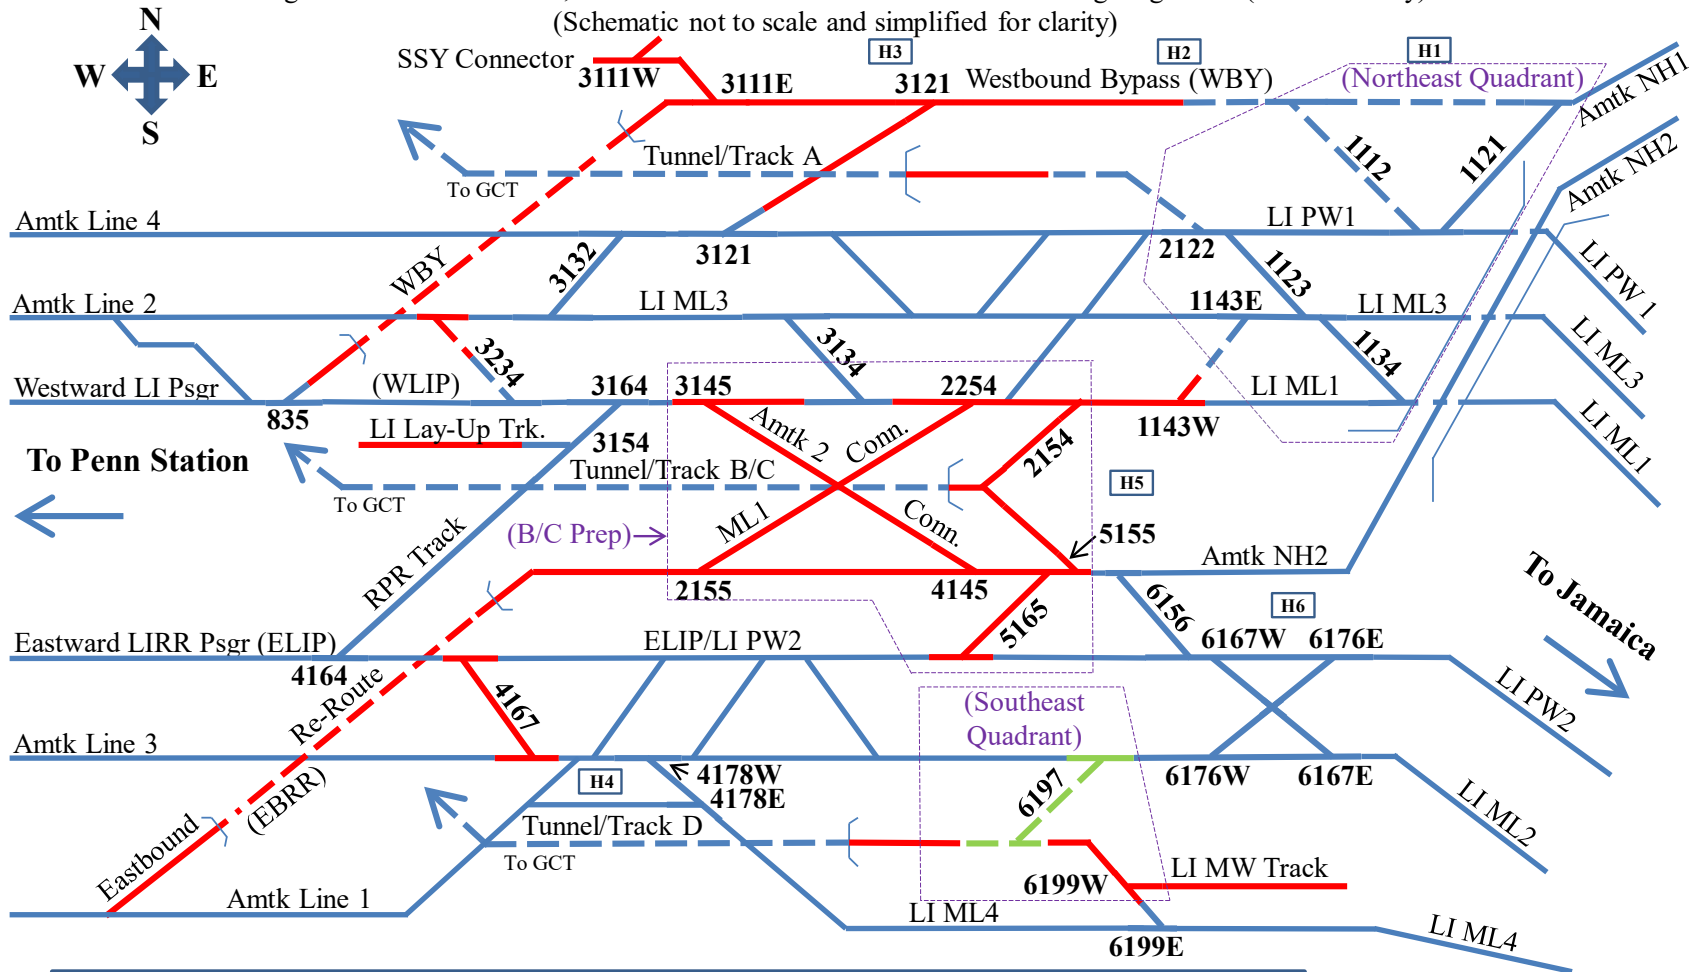 (Schematic not to scale and simplified for clarity)
N
W
E
S
SSY Connector
3111W
3111E
H3
3121
H2
Westbound Bypass (WBY)
H1
(Northeast Quadrant)
Amtk NH1
Amtk NH2
Tunnel/Track A
To GCT
1112
1121
Amtk Line 4
LI PW1
WBY
3132
3121
2122
1123
LI PW 1
Amtk Line 2
LI ML3
1143E
LI ML3
LI ML3
3234
3134
1134
Westward LI Psgr
(WLIP)
3164
3145
2254
LI ML1
LI ML1
835
LI Lay-Up Trk.
3154
Amtk 2
Conn.
2154
1143W
To Penn Station
Tunnel/Track B/C
To GCT
H5
(B/C Prep)
ML1
Conn.
5155
Amtk NH2
RPR Track
2155
4145
5165
6156
H6
To Jamaica
Eastward LIRR Psgr (ELIP)
ELIP/LI PW2
6167W
6176E
4164
LI PW2
Re-Route
4167
(Southeast
Quadrant)
Amtk Line 3
(EBRR)
H4
4178W
4178E
6197
6176W
6167E
LI ML2
Eastbound
Tunnel/Track D
To GCT
6199W
LI MW Track
Amtk Line 1
LI ML4
6199E
LI ML4